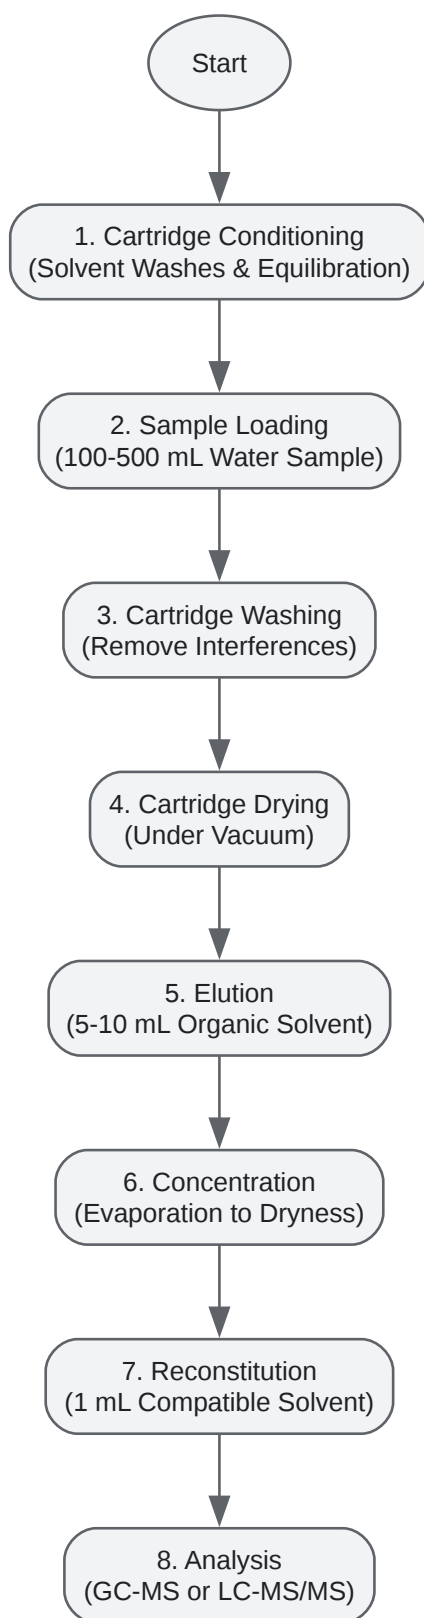 Start
1. Cartridge Conditioning
(Solvent Washes & Equilibration)
2. Sample Loading
(100-500 mL Water Sample)
3. Cartridge Washing
(Remove Interferences)
4. Cartridge Drying
(Under Vacuum)
5. Elution
(5-10 mL Organic Solvent)
6. Concentration
(Evaporation to Dryness)
7. Reconstitution
(1 mL Compatible Solvent)
8. Analysis
(GC-MS or LC-MS/MS)